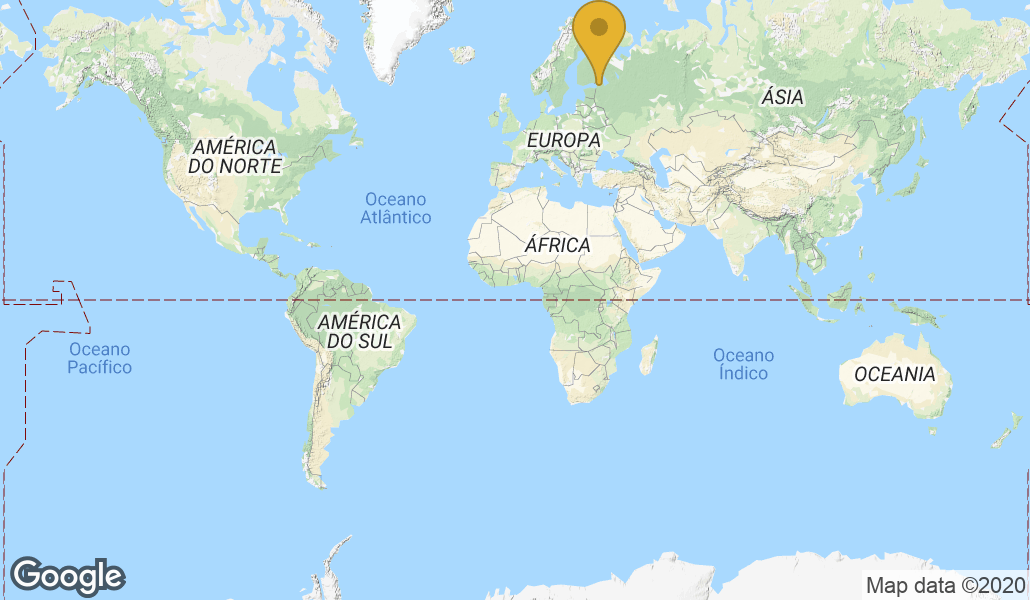 ÁSIA
EUROPA
AMÉRICA
DO NORTE
Oceano
Atlântico
ÁFRICA
AMÉRICA
DO SUL
Oceano
Pacífico
Oceano
Índico
OCEANIA
Google
Map data ©2020